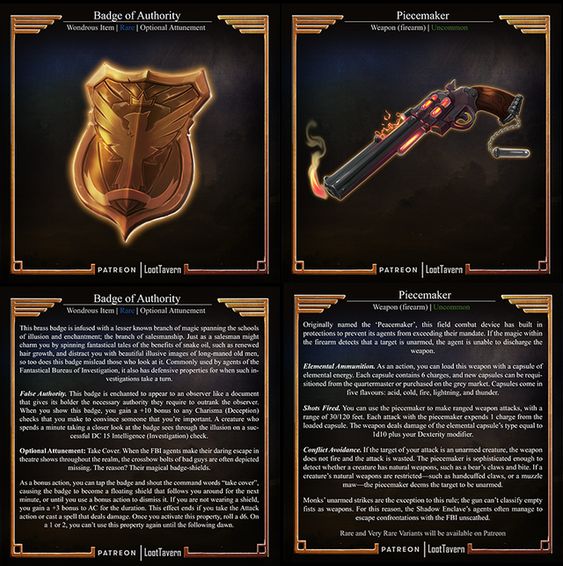 Badge of Authority
Wondrous Item | Rare | Optional Attunement
PATREON | LootTavern
Piecemaker
Weapon (firearm) | Uncommon
PATREON | LootTavern
Badge of Authority
Wondrous Item | Rare | Optional Attunement
This brass badge is infused with a lesser known branch of magic spanning the schools
of illusion and enchantment; the branch of salesmanship. Just as a salesman might
charm you by spinning fantastical tales of the benefits of snake oil, such as renewed
hair growth, and distract you with beautiful illusive images of long-maned old men,
so too does this badge mislead those who look at it. Commonly used by agents of the
Fantastical Bureau of Investigation, it also has defensive properties for when such in-
vestigations take a turn.
False Authority. This badge is enchanted to appear to an observer like a document
that gives its holder the necessary authority they require to outrank the observer.
When you show this badge, you gain a +10 bonus to any Charisma (Deception)
checks that you make to convince someone that you're important. A creature who
spends a minute taking a closer look at the badge sees through the illusion on a suc-
cessful DC 15 Intelligence (Investigation) check.
Optional Attunement: Take Cover. When the FBI agents make their daring escape in
theatre shows throughout the realm, the crossbow bolts of bad guys are often depicted
missing. The reason? Their magical badge-shields.
As a bonus action, you can tap the badge and shout the command words "take cover",
causing the badge to become a floating shield that follows you around for the next
minute, or until you use a bonus action to dismiss it. If you are not wearing a shield,
you gain a +3 bonus to AC for the duration. This effect ends if you take the Attack
action or cast a spell that deals damage. Once you activate this property, roll a d6. On
a 1 or 2, you can't use this property again until the following dawn.
PATREON | LootTavern
Piecemaker
Weapon (firearm) | Uncommon
Originally named the 'Peacemaker', this field combat device has built in
protections to prevent its agents from exceeding their mandate. If the magic within
the firearm detects that a target is unarmed, the agent is unable to discharge the
weapon.
Elemental Ammunition. As an action, you can load this weapon with a capsule of
elemental energy. Each capsule contains 6 charges, and new capsules can be requi-
sitioned from the quartermaster or purchased on the grey market. Capsules come in
five flavours: acid, cold, fire, lightning, and thunder.
Shots Fired. You can use the piecemaker to make ranged weapon attacks, with a
range of 30/120 feet. Each attack with the piecemaker expends 1 charge from the
loaded capsule. The weapon deals damage of the elemental capsule's type equal to
1d10 plus your Dexterity modifier.
Conflict Avoidance. If the target of your attack is an unarmed creature, the weapon
does not fire and the attack is wasted. The piecemaker is sophisticated enough to
detect whether a creature has natural weapons, such as a bear's claws and bite. If a
creature's natural weapons are restricted—such as handcuffed claws, or a muzzled
maw—the piecemaker deems the target to be unarmed.
Monks' unarmed strikes are the exception to this rule; the gun can't classify empty
fists as weapons. For this reason, the Shadow Enclave's agents often manage to
escape confrontations with the FBI unscathed.
Rare and Very Rare Variants will be available on Patreon
PATREON | LootTavern